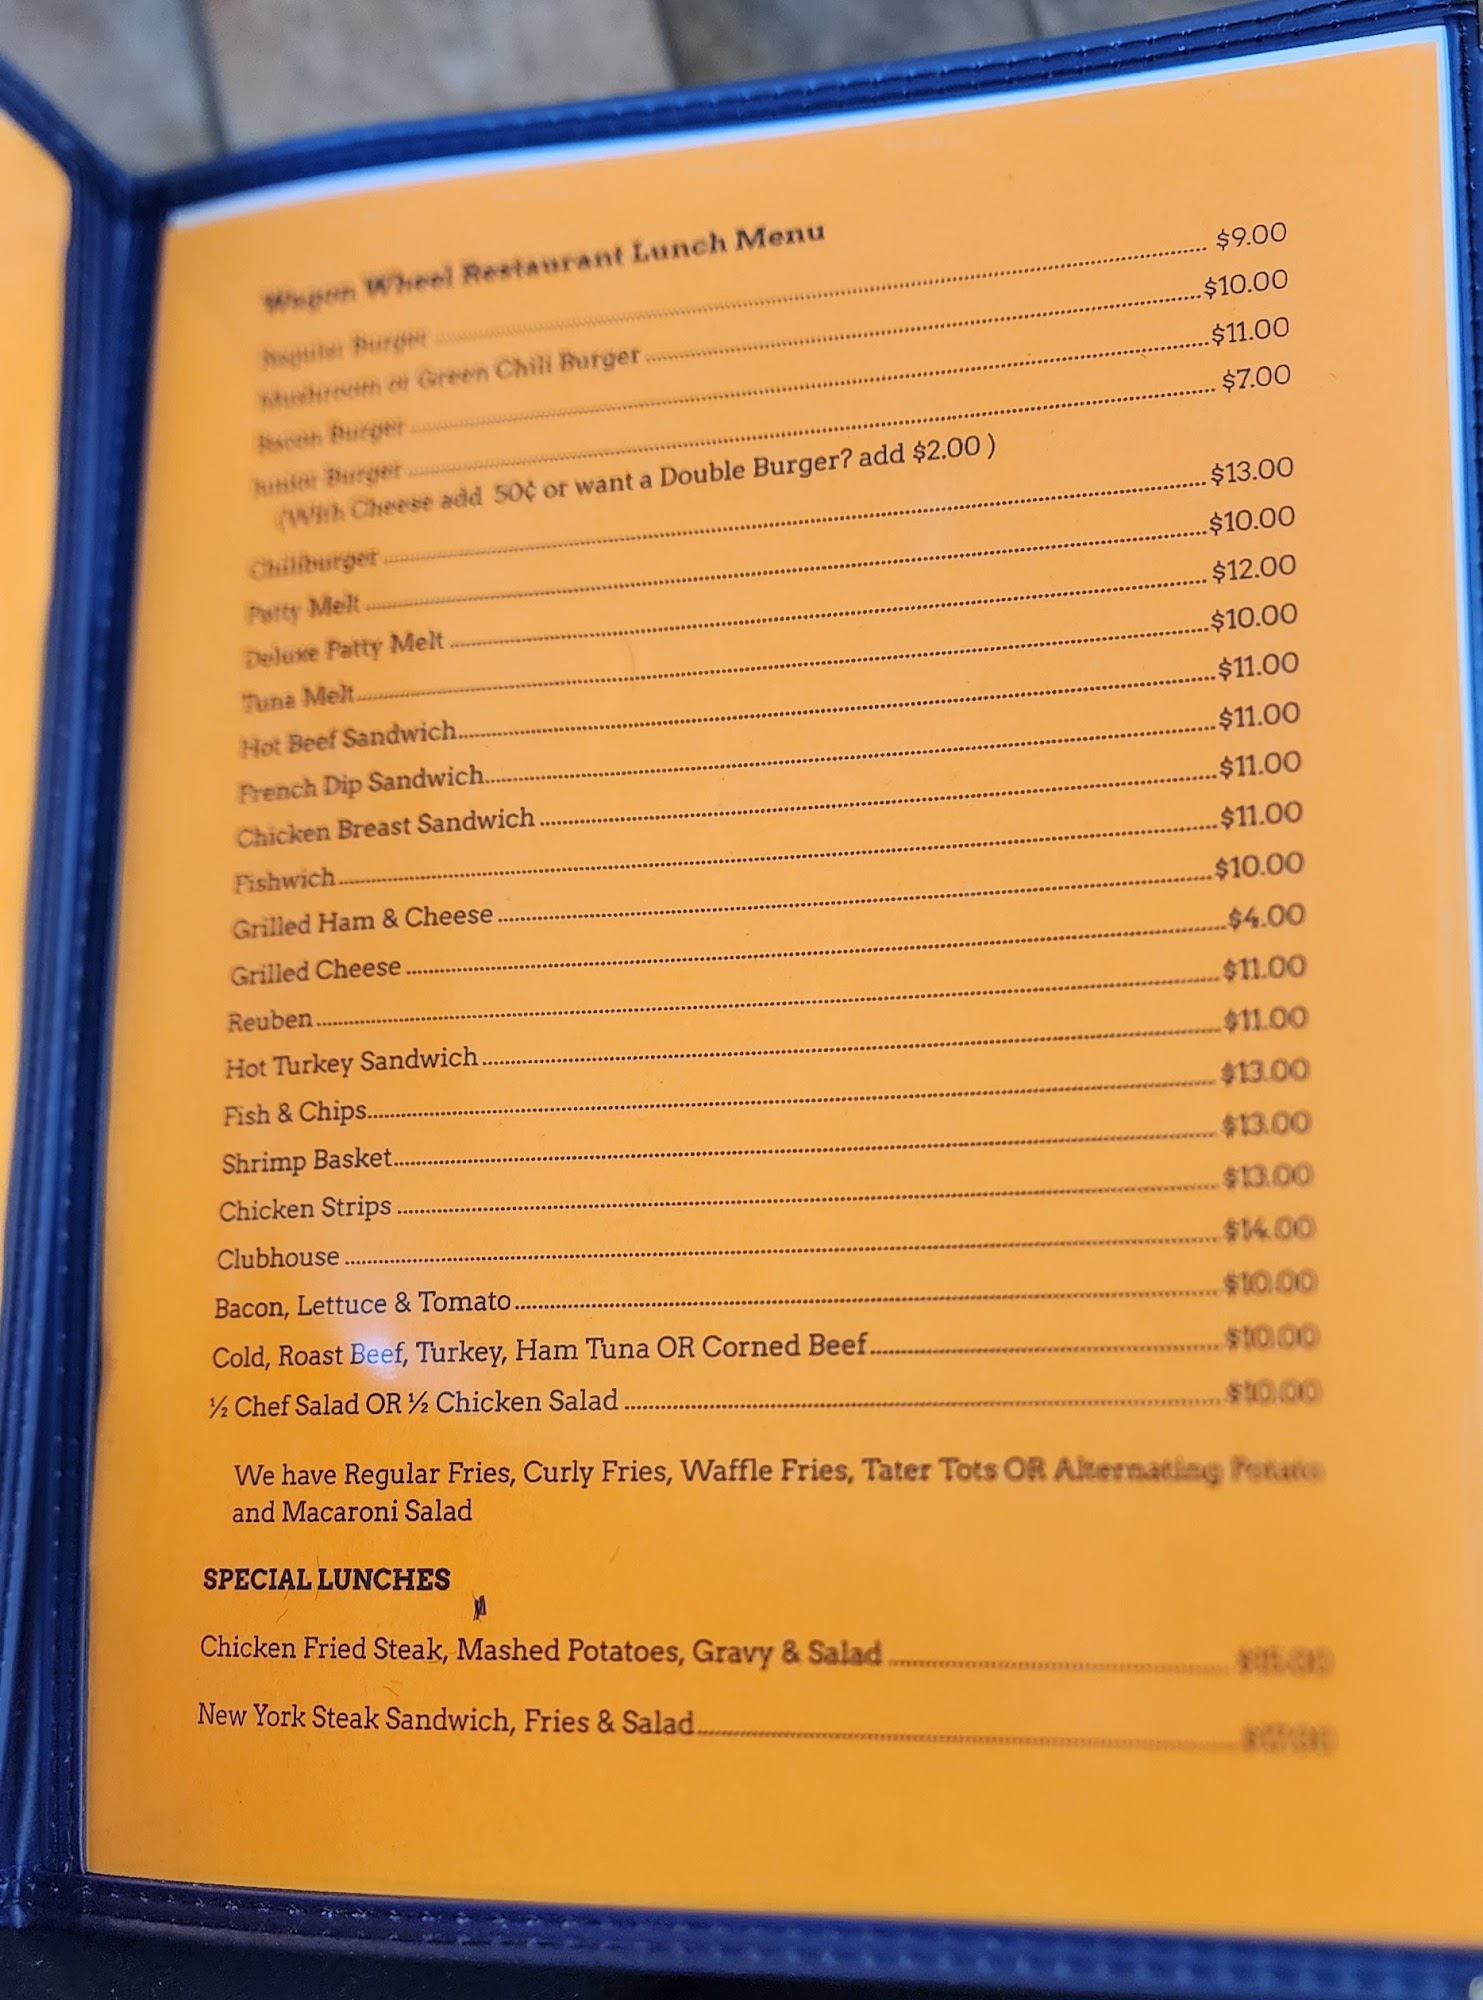 Wagon Wheel Restaurant Lunch Menu
Regular Burger $9.00
Mushroom or Green Chili Burger $10.00
Bacon Burger $11.00
Junior Burger $7.00
(With Cheese add 50¢ or want a Double Burger? add $2.00 )
Chiliburger $13.00
Patty Melt $10.00
Deluxe Patty Melt $12.00
Tuna Melt $10.00
Hot Beef Sandwich $11.00
French Dip Sandwich $11.00
Chicken Breast Sandwich $11.00
Fishwich $11.00
Grilled Ham & Cheese $10.00
Grilled Cheese $4.00
Reuben $11.00
Hot Turkey Sandwich $11.00
Fish & Chips $13.00
Shrimp Basket $13.00
Chicken Strips $13.00
Clubhouse $14.00
Bacon, Lettuce & Tomato $10.00
Cold, Roast Beef, Turkey, Ham Tuna OR Corned Beef $10.00
½ Chef Salad OR ½ Chicken Salad $10.00
We have Regular Fries, Curly Fries, Waffle Fries, Tater Tots OR Alternating Potato
and Macaroni Salad
SPECIAL LUNCHES
Chicken Fried Steak, Mashed Potatoes, Gravy & Salad
New York Steak Sandwich, Fries & Salad